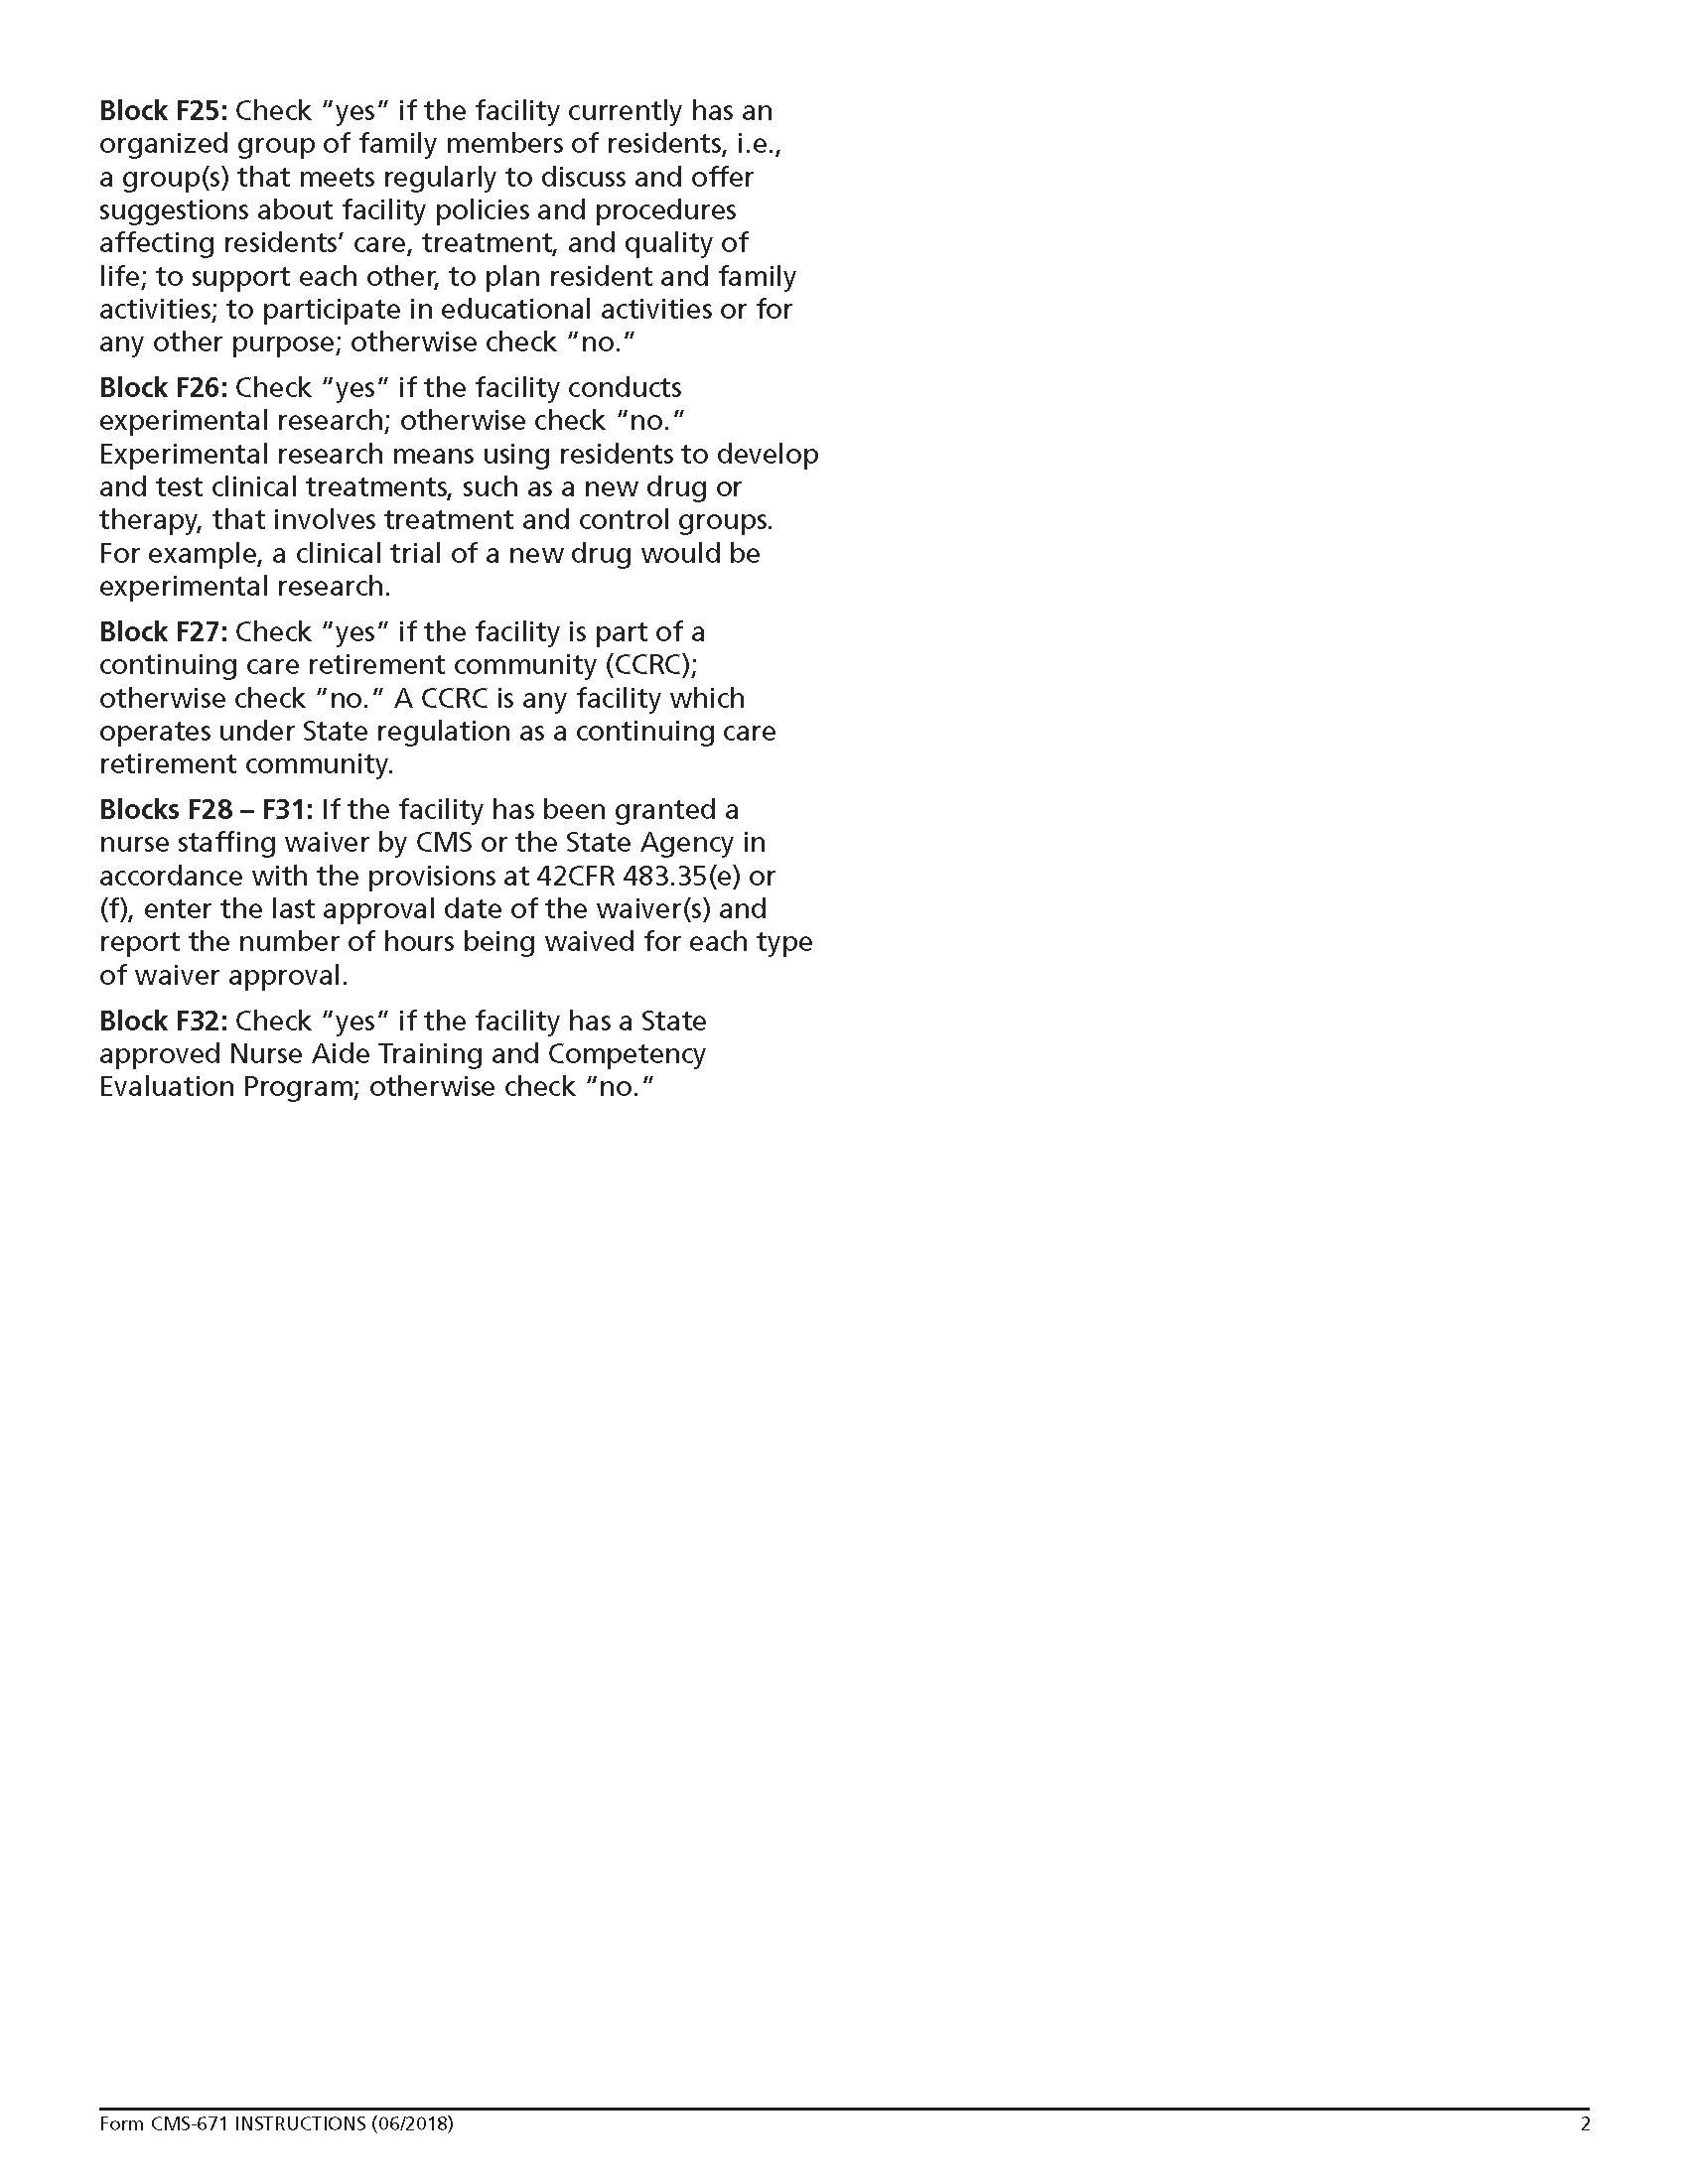 Block F25: Check "yes" if the facility currently has an
organized group of family members of residents, i.e.,
a group(s) that meets regularly to discuss and offer
suggestions about facility policies and procedures
affecting residents' care, treatment, and quality of
life; to support each other, to plan resident and family
activities; to participate in educational activities or for
any other purpose; otherwise check "no."
Block F26: Check "yes" if the facility conducts
experimental research; otherwise check "no."
Experimental research means using residents to develop
and test clinical treatments, such as a new drug or
therapy, that involves treatment and control groups.
For example, a clinical trial of a new drug would be
experimental research.
Block F27: Check "yes" if the facility is part of a
continuing care retirement community (CCRC);
otherwise check "no." A CCRC is any facility which
operates under State regulation as a continuing care
retirement community.
Blocks F28 – F31: If the facility has been granted a
nurse staffing waiver by CMS or the State Agency in
accordance with the provisions at 42CFR 483.35(e) or
(f), enter the last approval date of the waiver(s) and
report the number of hours being waived for each type
of waiver approval.
Block F32: Check "yes" if the facility has a State
approved Nurse Aide Training and Competency
Evaluation Program; otherwise check "no."
Form CMS-671 INSTRUCTIONS (06/2018) 2